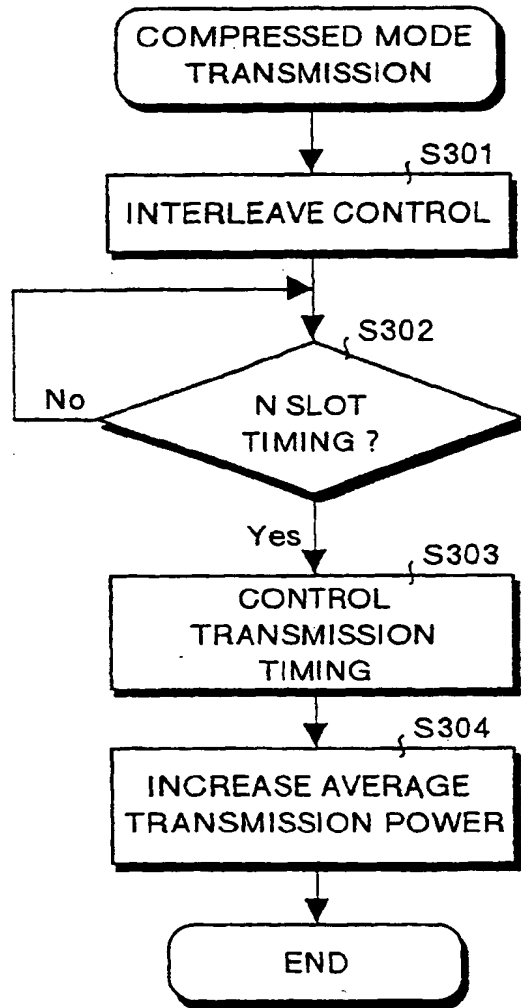 COMPRESSED MODE
TRANSMISSION
S301
INTERLEAVE CONTROL
S302
No
N SLOT
TIMING ?
Yes
S303
CONTROL
TRANSMISSION
TIMING
S304
INCREASE AVERAGE
TRANSMISSION POWER
END